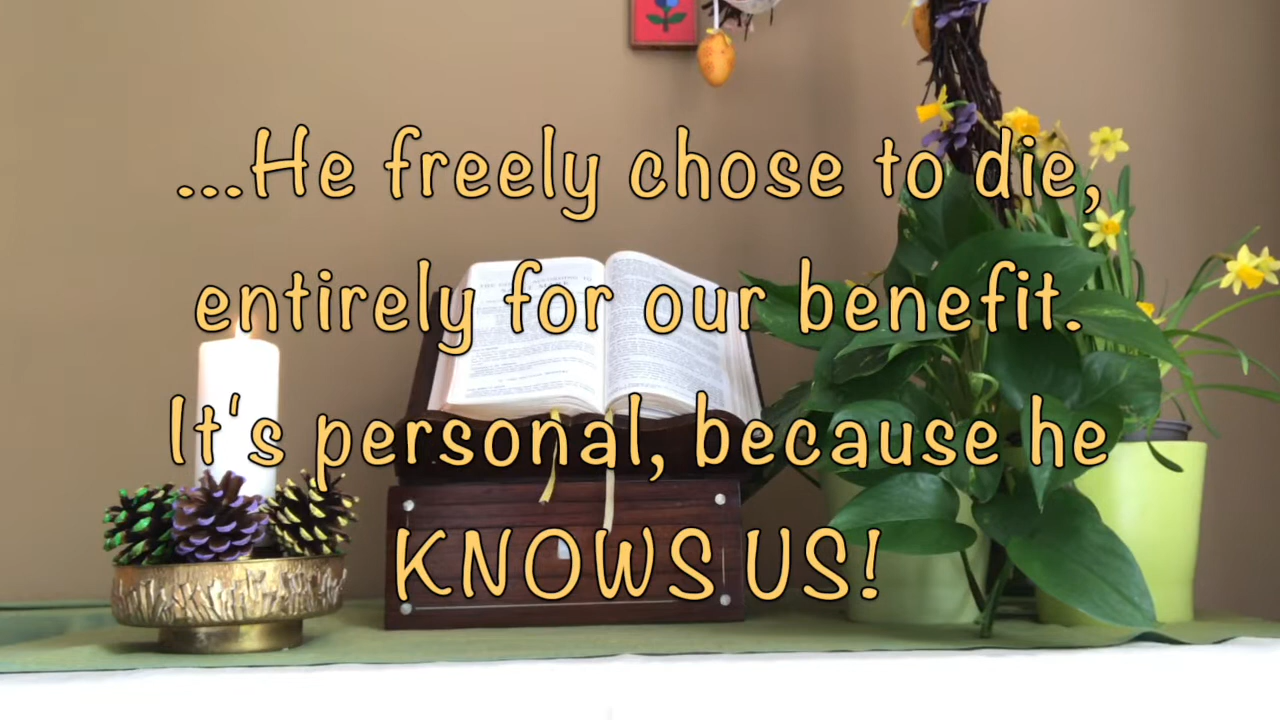 ...He freely chose to die,
entirely for our benefit.
It's personal, because he
KNOWS US!